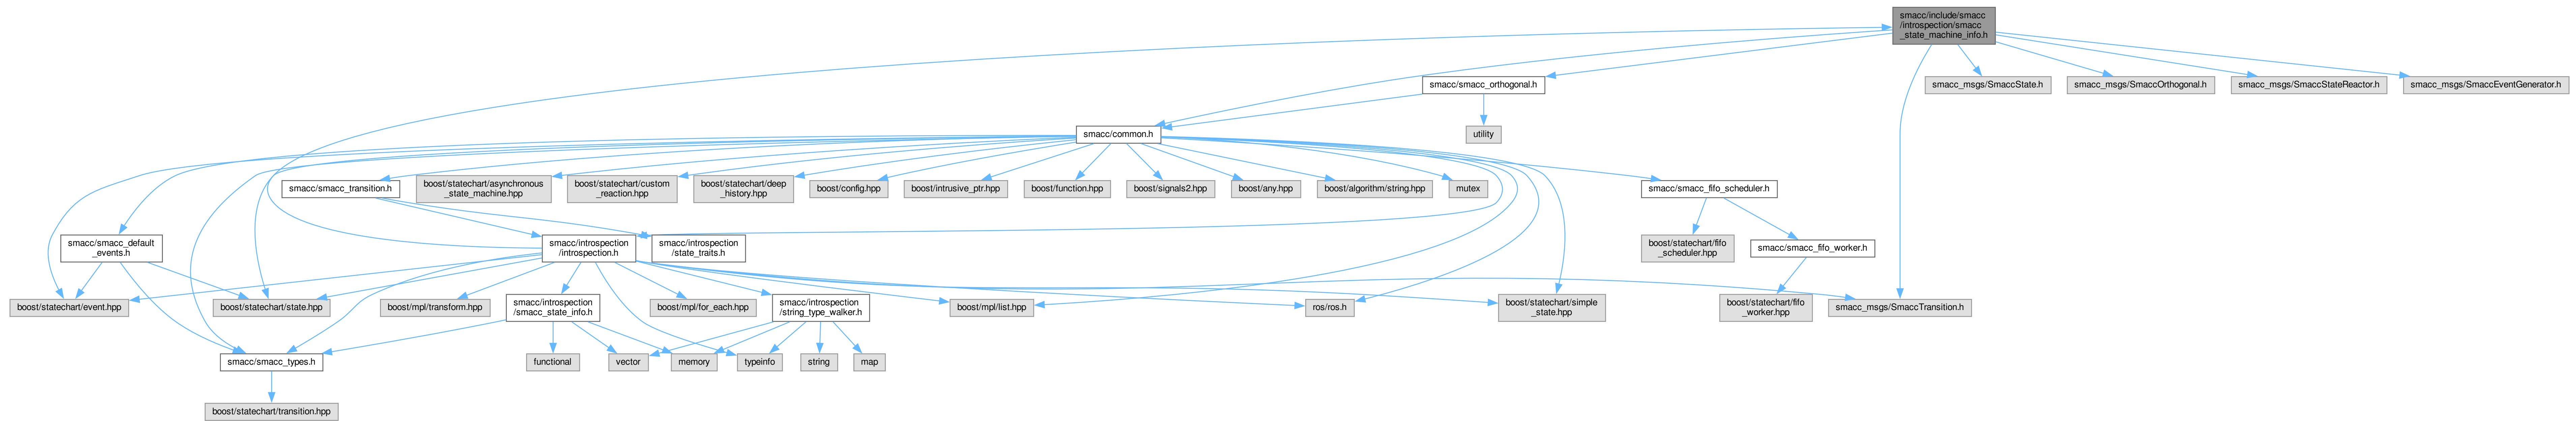 smacc/include/smacc
/introspection/smacc
_state_machine_info.h
smacc/smacc_orthogonal.h
smacc_msgs/SmaccState.h
smacc_msgs/SmaccOrthogonal.h
smacc_msgs/SmaccStateReactor.h
smacc_msgs/SmaccEventGenerator.h
smacc/common.h
utility
smacc/smacc_transition.h
boost/statechart/asynchronous
_state_machine.hpp
boost/statechart/custom
_reaction.hpp
boost/statechart/deep
_history.hpp
boost/config.hpp
boost/intrusive_ptr.hpp
boost/function.hpp
boost/signals2.hpp
boost/any.hpp
boost/algorithm/string.hpp
mutex
smacc/smacc_fifo_scheduler.h
smacc/smacc_default
_events.h
smacc/introspection
/introspection.h
smacc/introspection
/state_traits.h
boost/statechart/fifo
_scheduler.hpp
smacc/smacc_fifo_worker.h
boost/statechart/event.hpp
boost/statechart/state.hpp
boost/mpl/transform.hpp
smacc/introspection
/smacc_state_info.h
boost/mpl/for_each.hpp
smacc/introspection
/string_type_walker.h
boost/mpl/list.hpp
ros/ros.h
boost/statechart/simple
_state.hpp
boost/statechart/fifo
_worker.hpp
smacc_msgs/SmaccTransition.h
smacc/smacc_types.h
functional
vector
memory
typeinfo
string
map
boost/statechart/transition.hpp